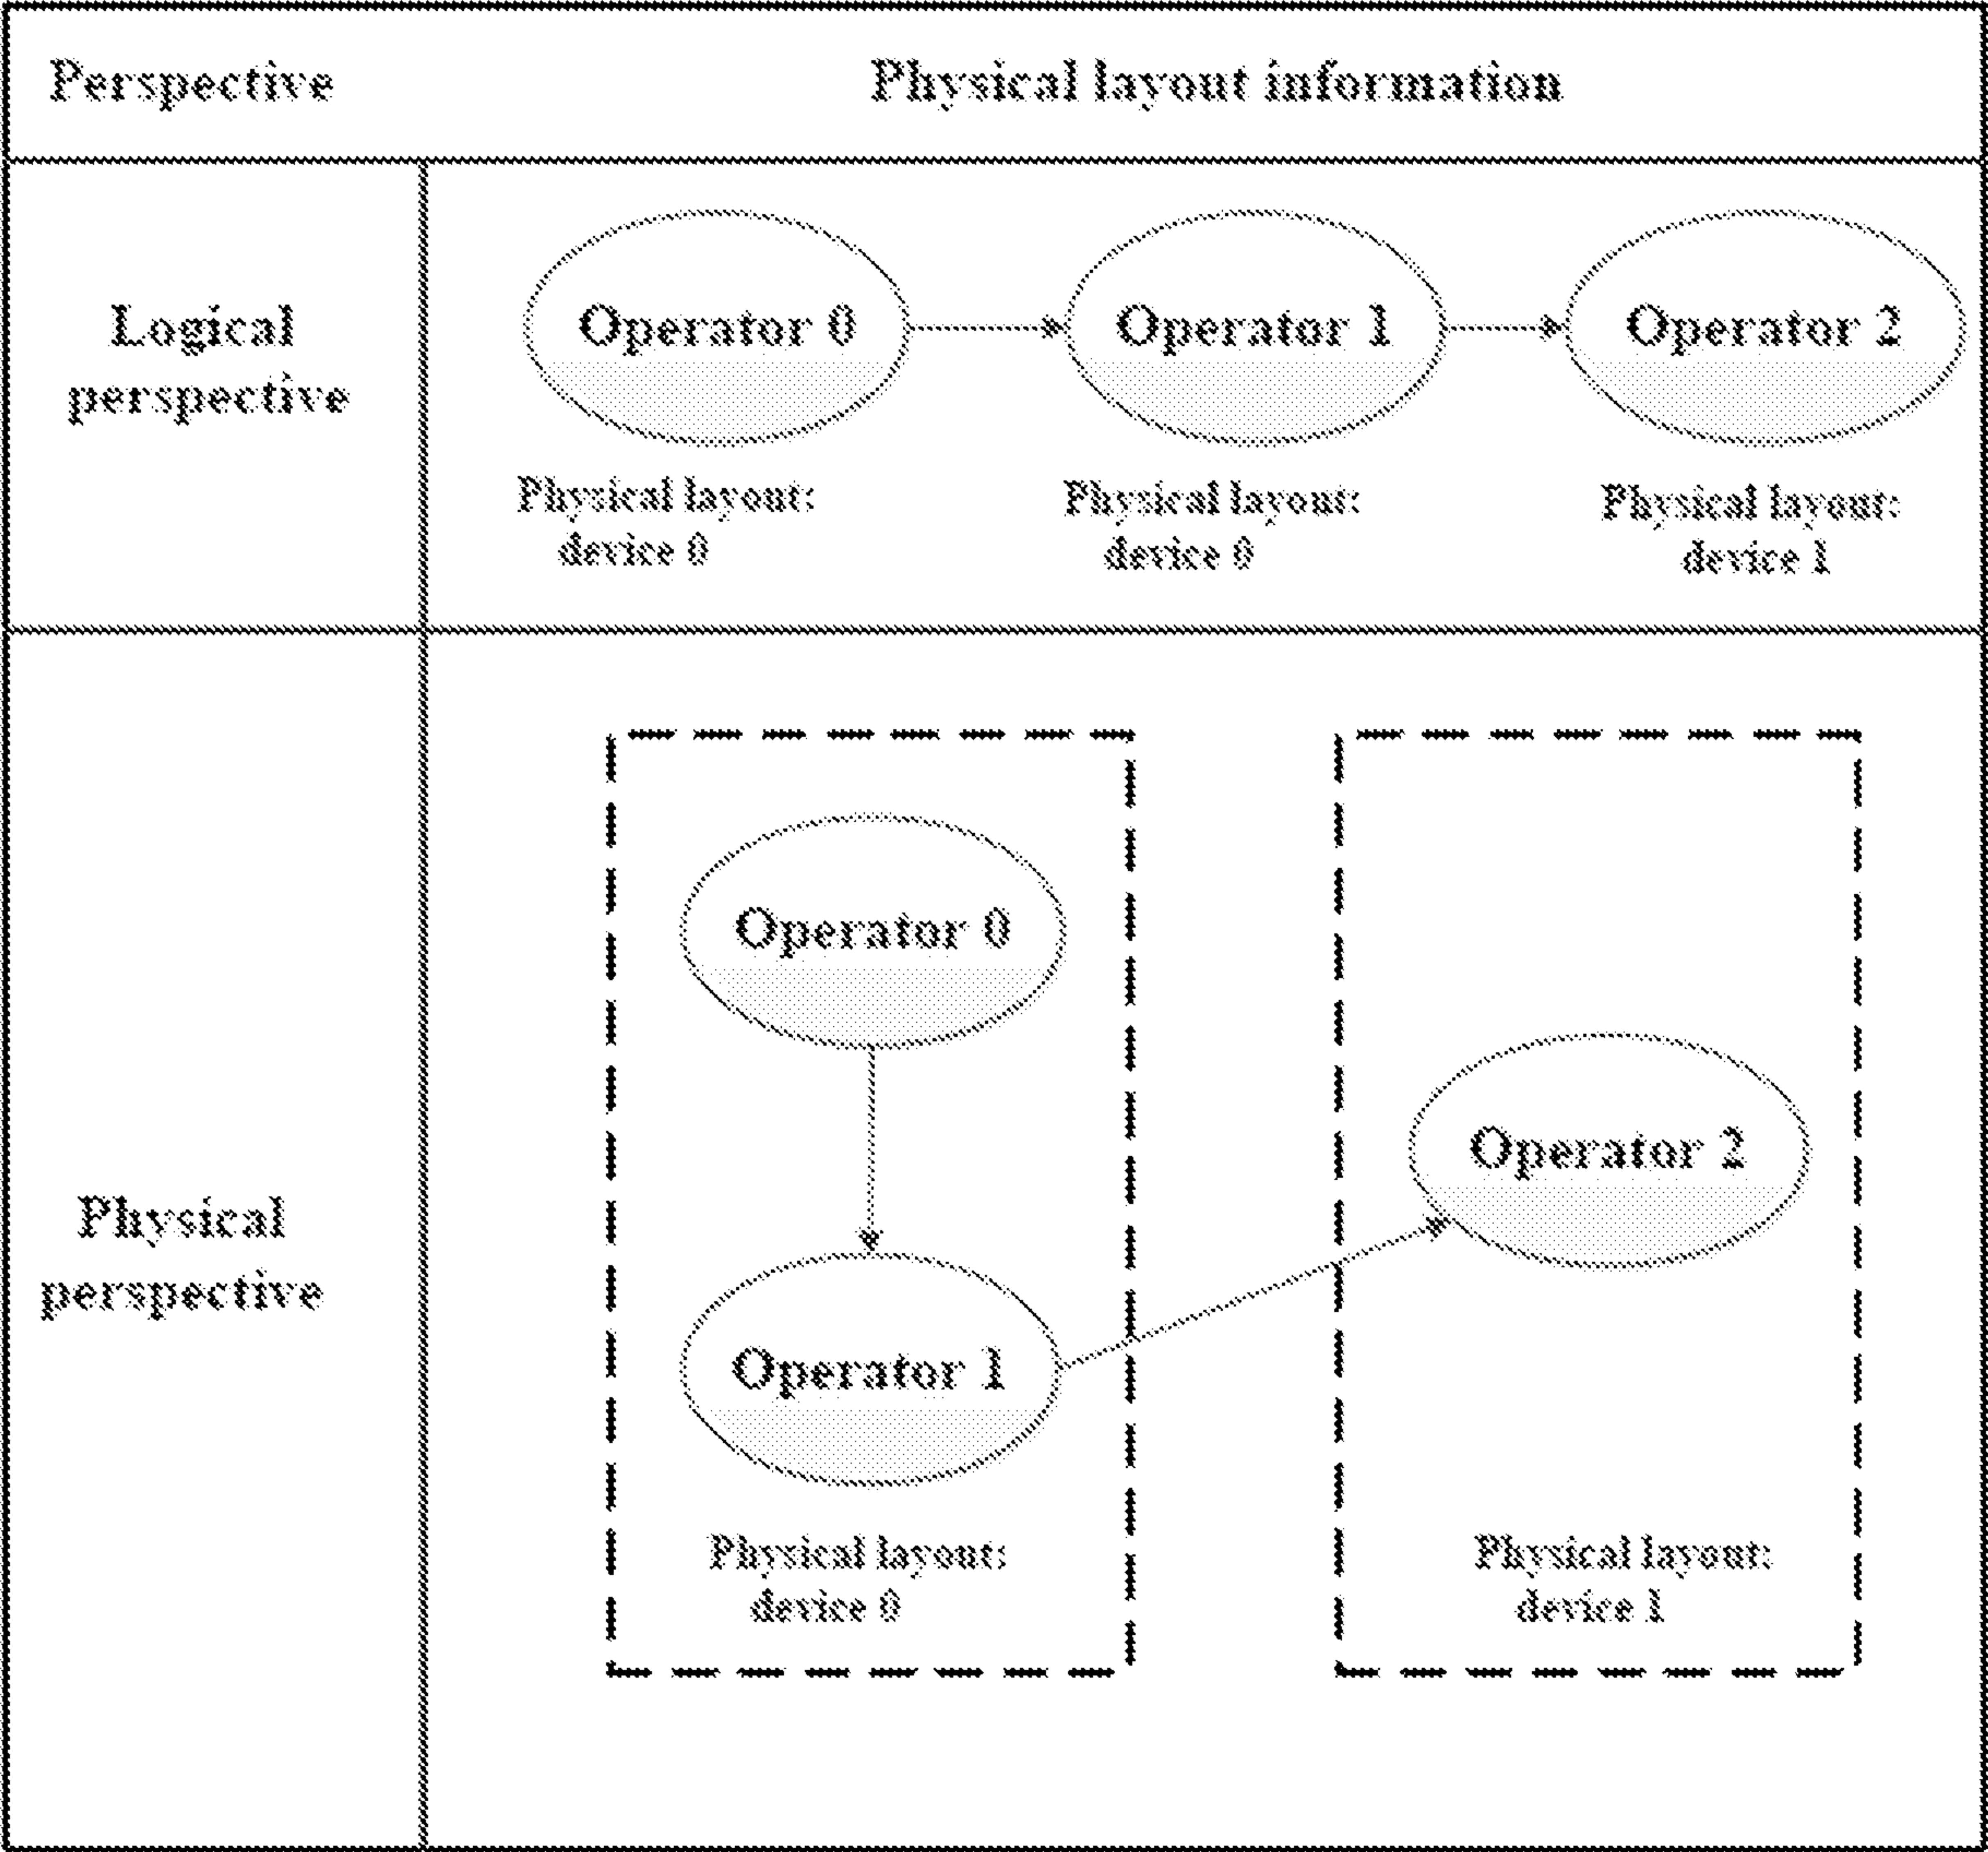 Perspective
Physical layout information
Logical
perspective
Operator 0
Operator 1
Operator 2
Physical layout:
device 0
Physical layout:
device 0
Physical layout:
device 1
Physical
perspective
Operator 0
Operator 1
Physical layout:
device 0
Operator 2
Physical layout:
device 1